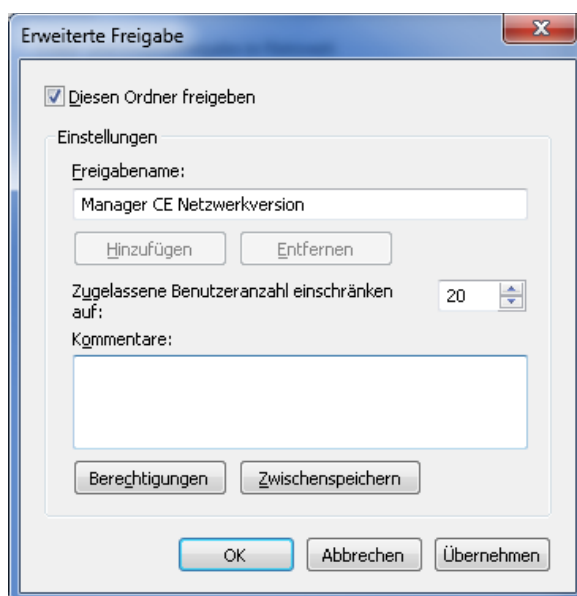 Erweiterte Freigabe
Diesen Ordner freigeben
Einstellungen
Freigabename:
Manager CE Netzwerkversion
Hinzufügen
Entfernen
Zugelassene Benutzeranzahl einschränken
auf:
20
Kommentare:
Berechtigungen
Zwischenspeichern
OK
Abbrechen
Übernehmen